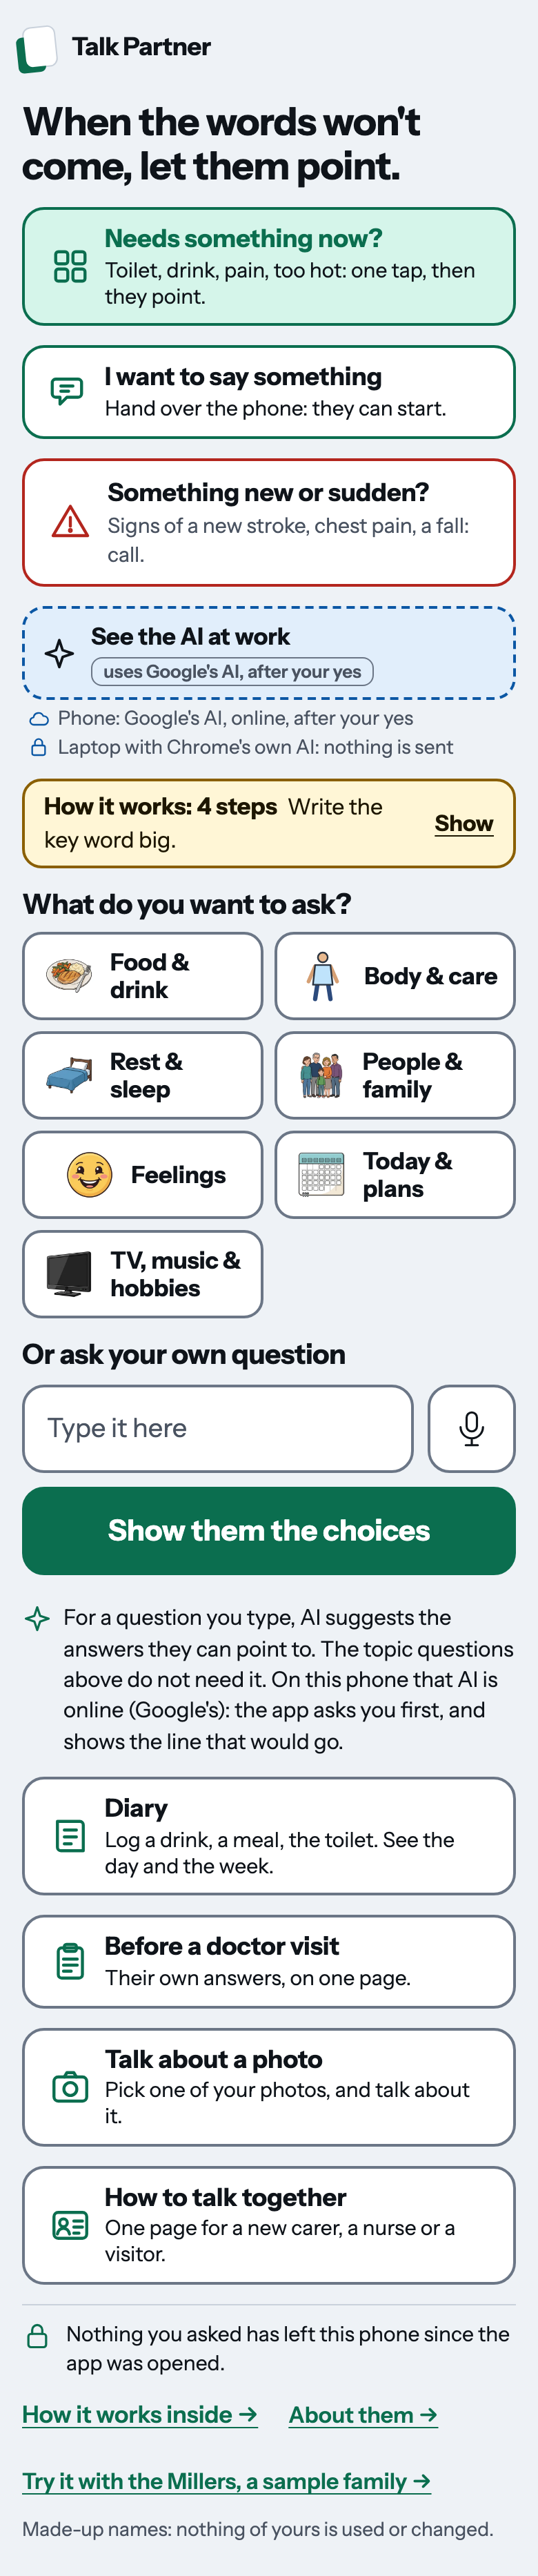 Talk Partner
When the words won't
come, let them point.
Needs something now?
Toilet, drink, pain, too hot: one tap, then
they point.
I want to say something
Hand over the phone: they can start.
Something new or sudden?
Signs of a new stroke, chest pain, a fall:
call.
See the AI at work
uses Google's AI, after your yes
Phone: Google's AI, online, after your yes
Laptop with Chrome's own AI: nothing is sent
How it works: 4 steps Write the
key word big.
Show
What do you want to ask?
Food &
drink
Body & care
Rest &
sleep
People &
family
Feelings
Today &
plans
TV, music &
hobbies
Or ask your own question
Type it here
Show them the choices
For a question you type, AI suggests the
answers they can point to. The topic questions
above do not need it. On this phone that AI is
online (Google's): the app asks you first, and
shows the line that would go.
Diary
Log a drink, a meal, the toilet. See the
day and the week.
Before a doctor visit
Their own answers, on one page.
Talk about a photo
Pick one of your photos, and talk about
it.
How to talk together
One page for a new carer, a nurse or a
visitor.
Nothing you asked has left this phone since the
app was opened.
How it works inside → About them →
Try it with the Millers, a sample family →
Made-up names: nothing of yours is used or changed.